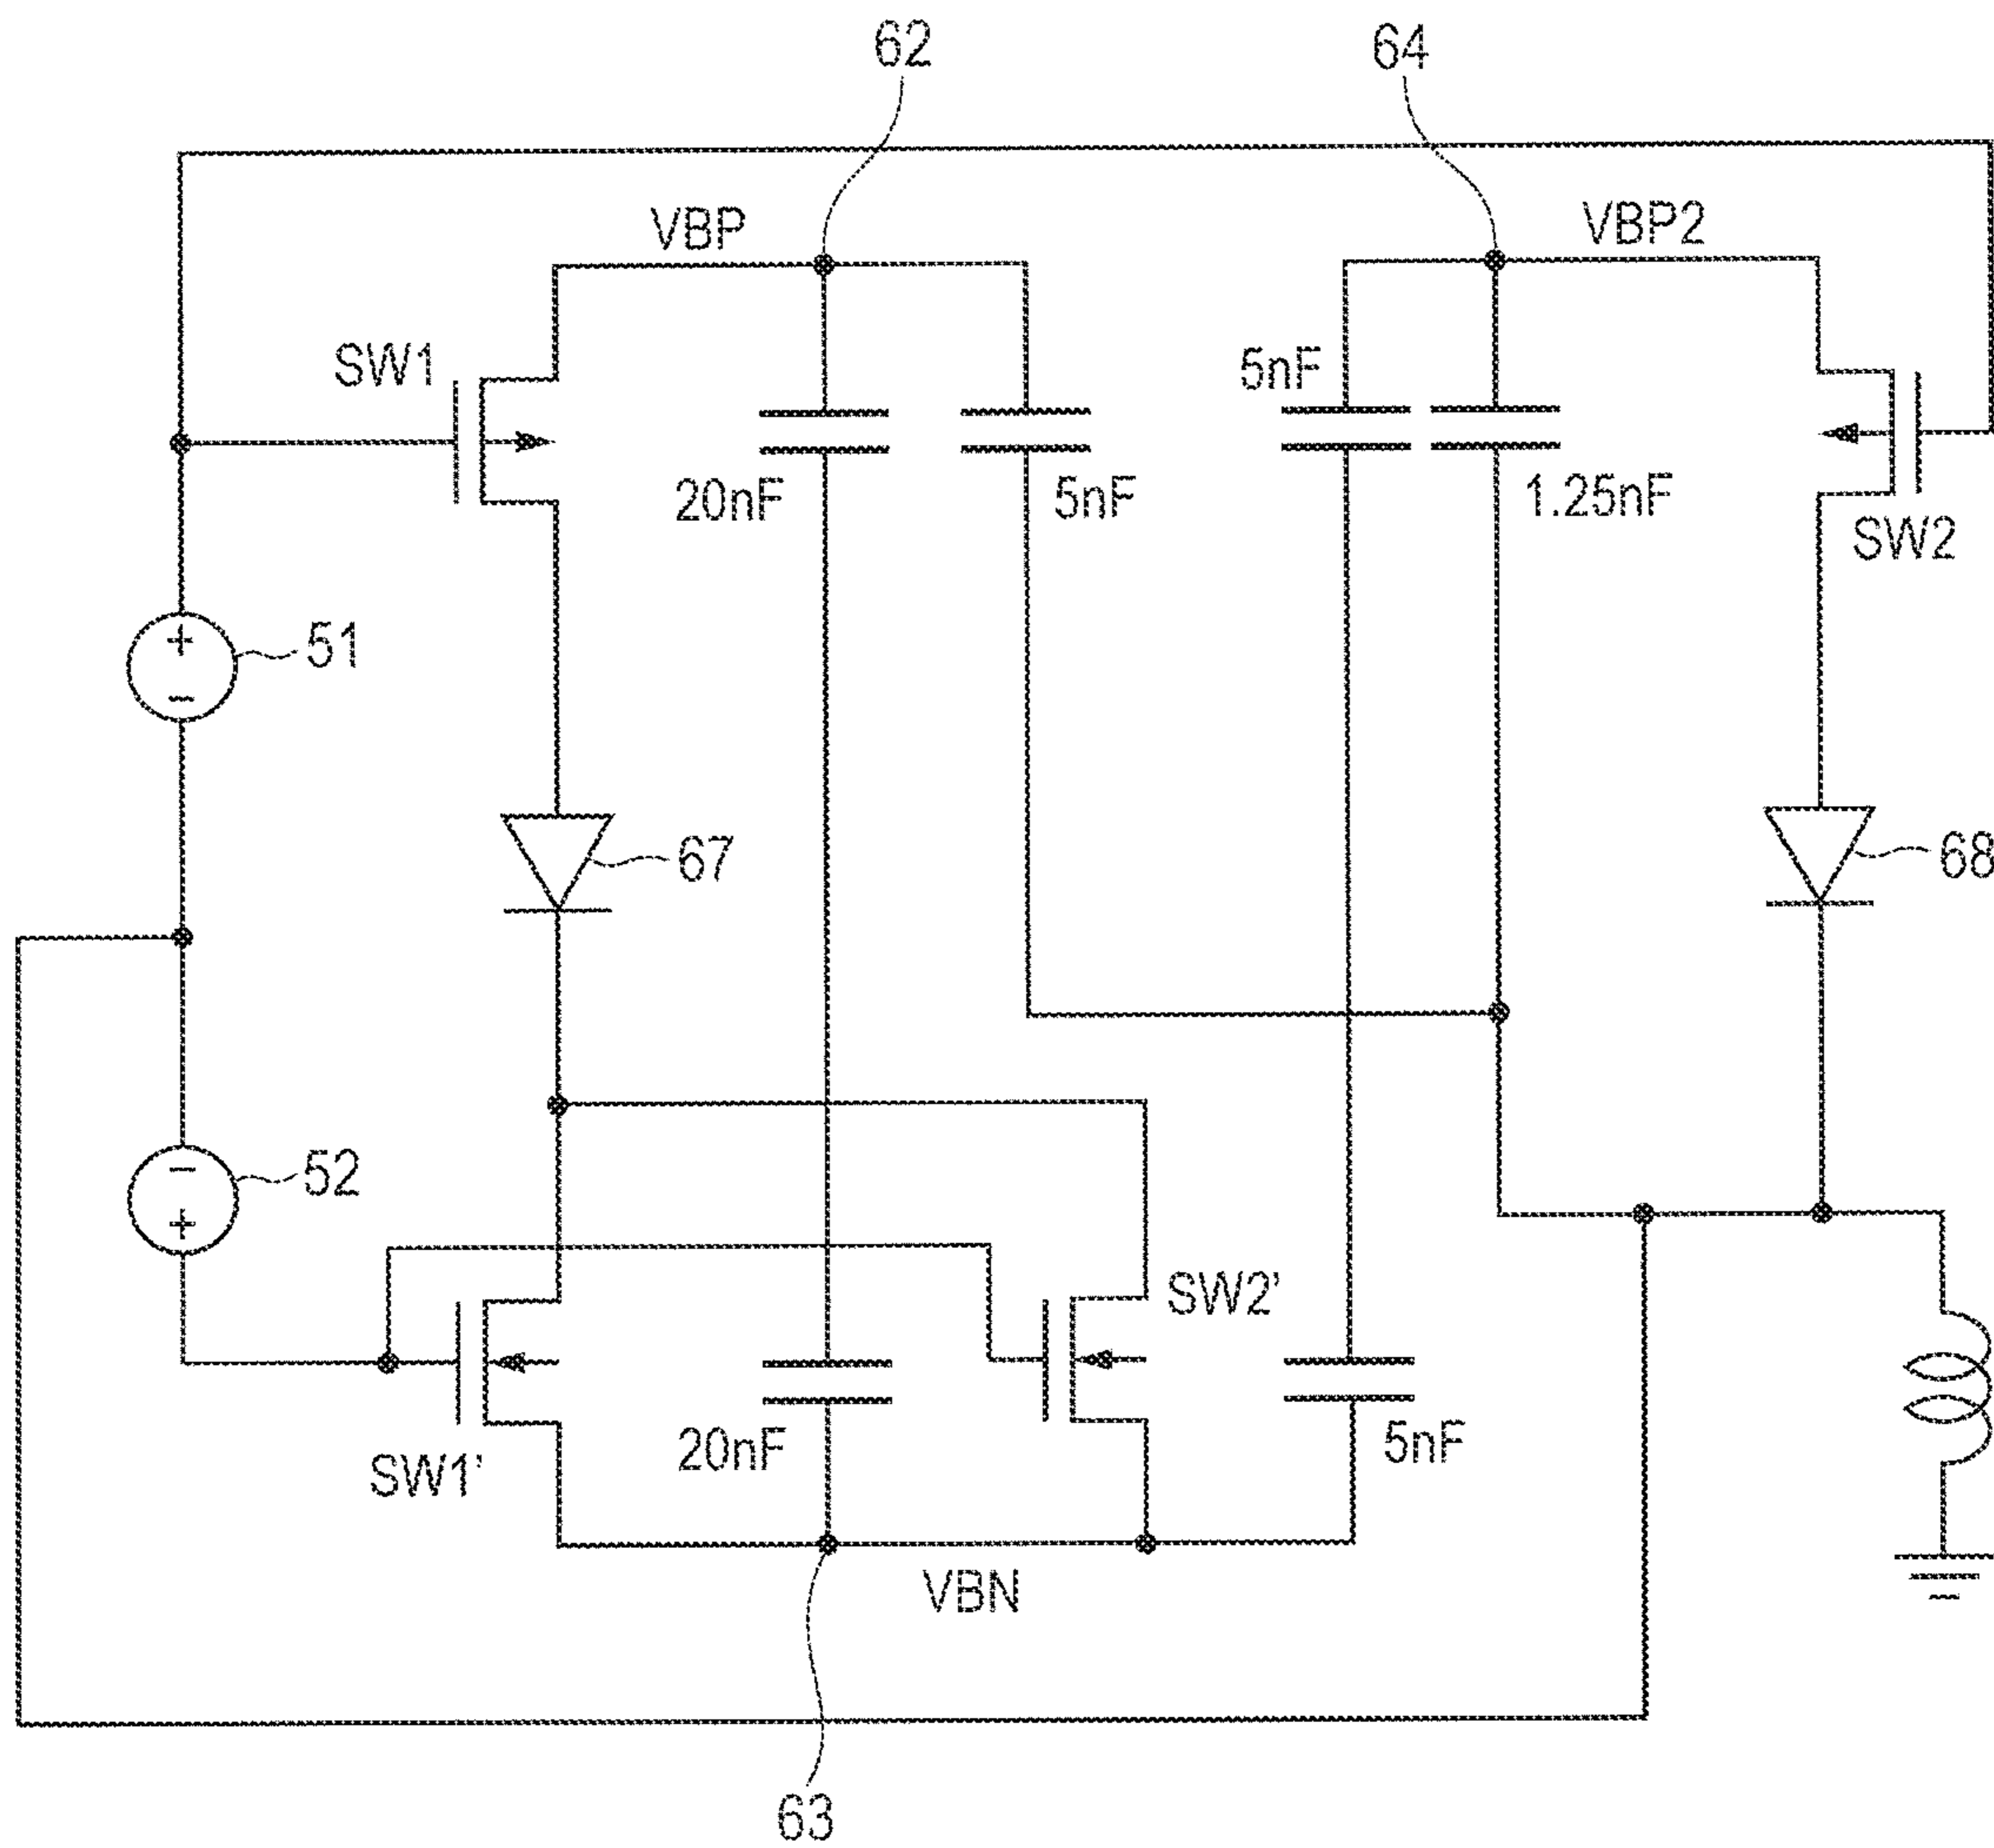 62
64
VBP
VBP2
SW1
5nF
20nF
5nF
1.25nF
SW2
+
-
51
67
68
-
+
52
SW2'
SW1'
20nF
5nF
VBN
63